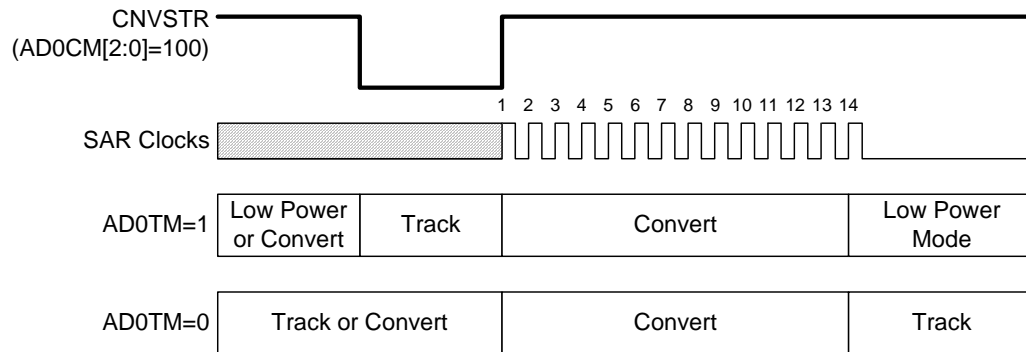 CNVSTR
(AD0CM[2:0]=100)
1 2 3 4 5 6 7 8 9 10 11 12 13 14
SAR Clocks
AD0TM=1
Low Power
or Convert
Track
Convert
Low Power
Mode
AD0TM=0
Track or Convert
Convert
Track